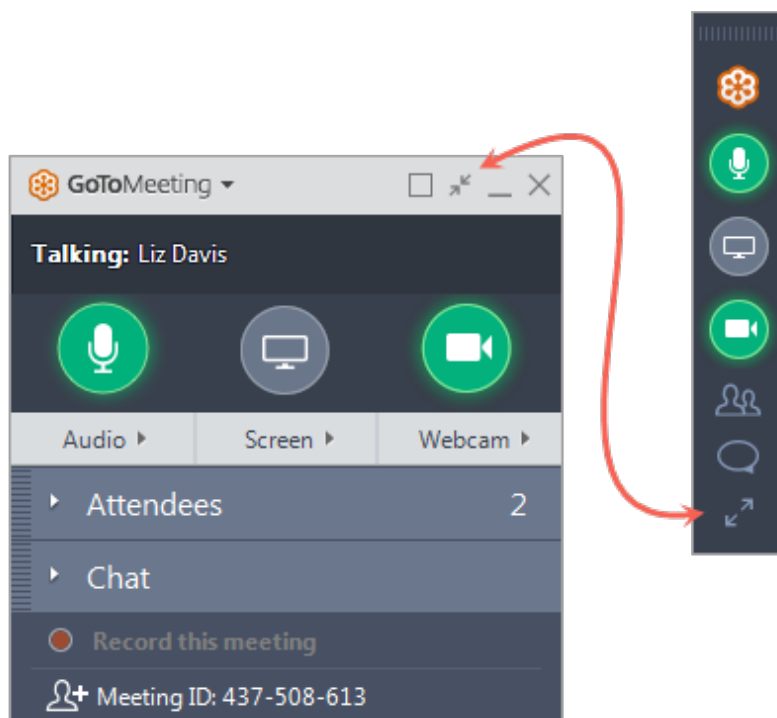 GoToMeeting
Talking: Liz Davis
Audio
Screen
Webcam
Attendees 2
Chat
Record this meeting
Meeting ID: 437-508-613